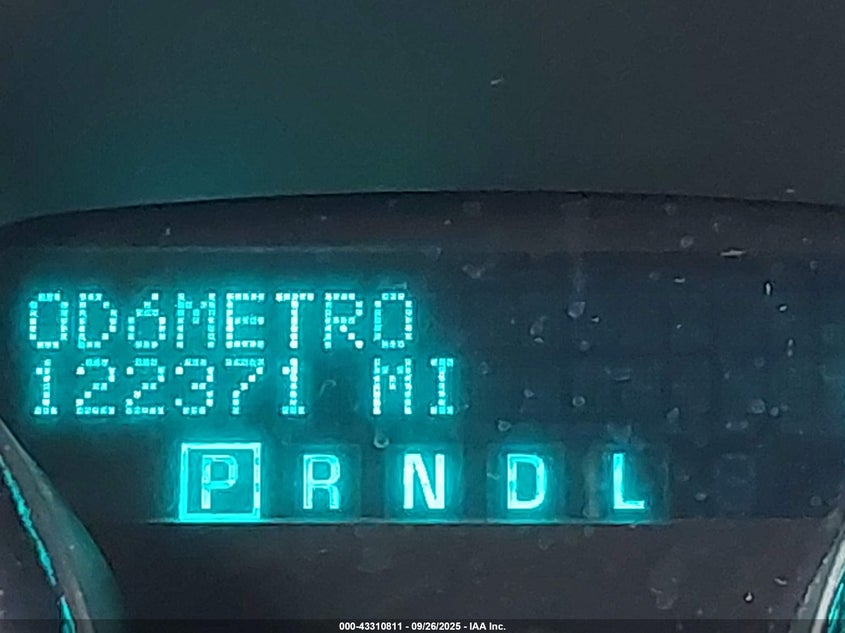 ODóMETRO
122371 MI
P R N D L
000-43310811 - 09/26/2025 - IAA Inc.